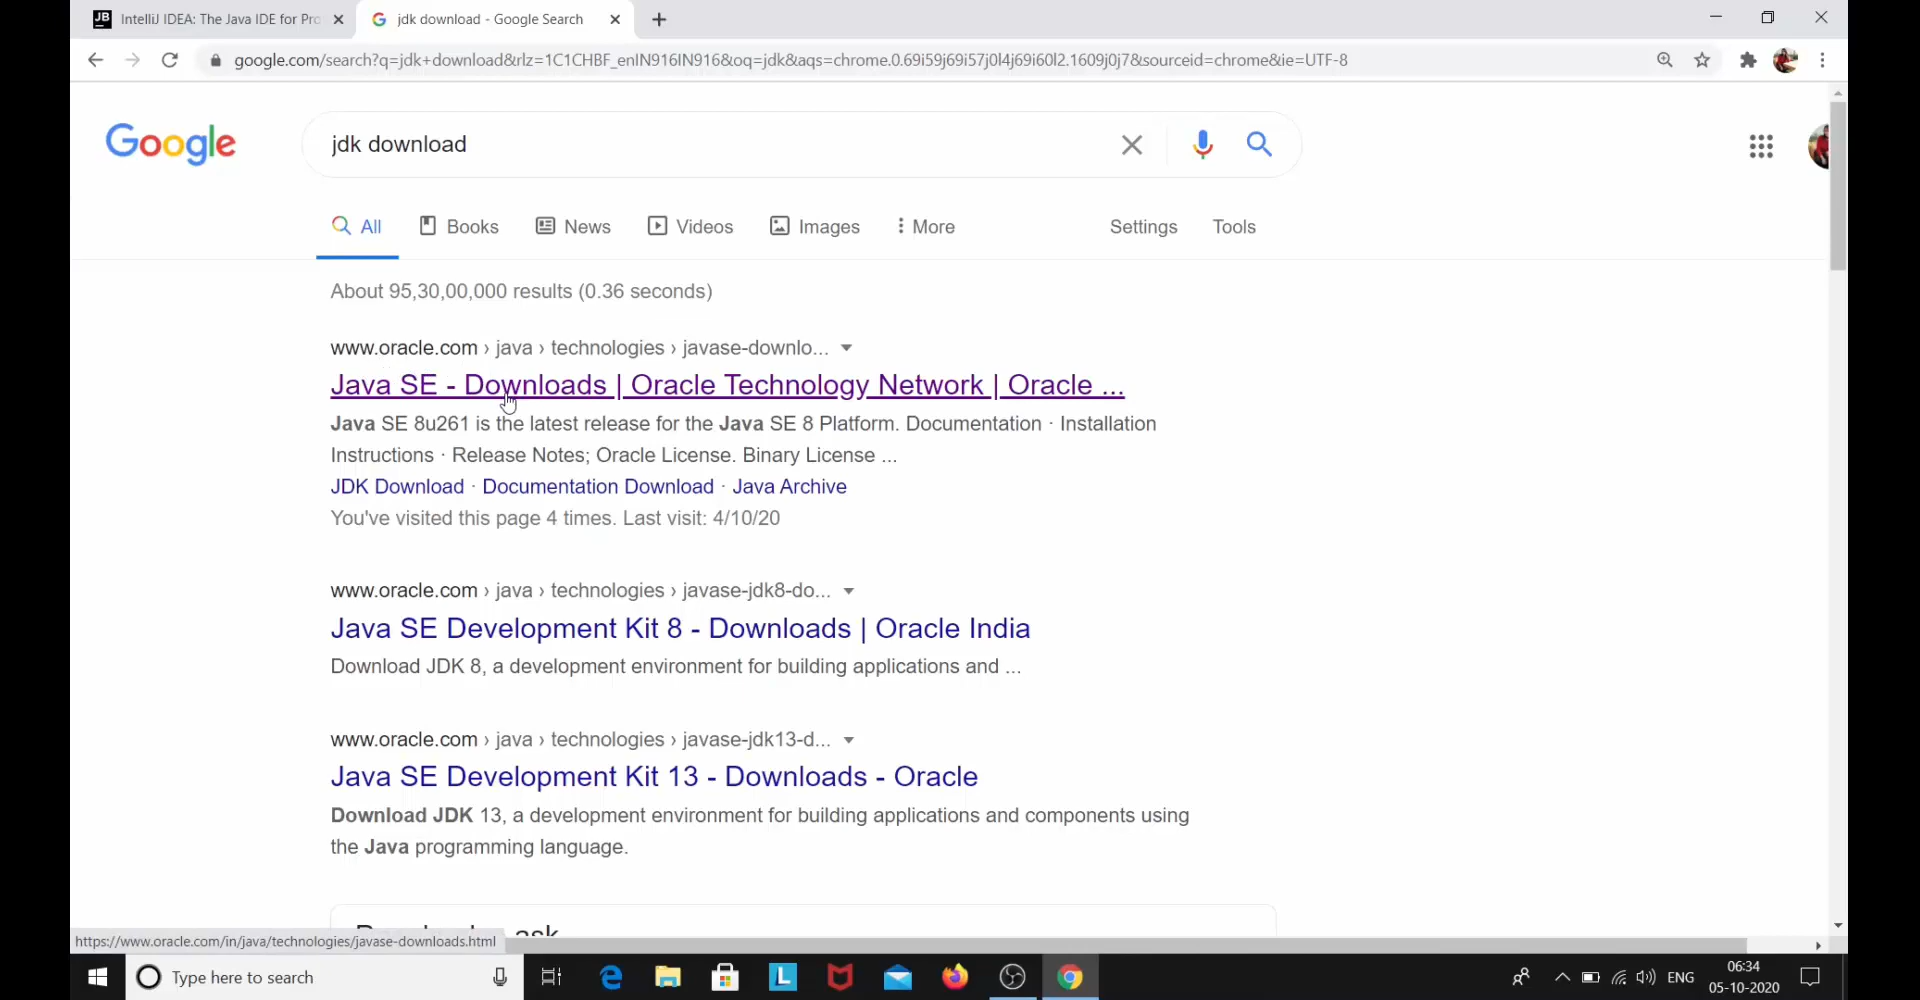 JB IntelliJ IDEA: The Java IDE for Pro
jdk download - Google Search
google.com/search?q=jdk+download&rlz=1C1CHBF_enIN916IN916&oq=jdk&aqs=chrome.0.69i59j69i57j0l4j69i60l2.1609j0j7&sourceid=chrome&ie=UTF-8
Google
jdk download
All Books News Videos Images More Settings Tools
About 95,30,00,000 results (0.36 seconds)
www.oracle.com › java › technologies › javase-downlo...
Java SE - Downloads | Oracle Technology Network | Oracle ...
Java SE 8u261 is the latest release for the Java SE 8 Platform. Documentation · Installation
Instructions · Release Notes; Oracle License. Binary License ...
JDK Download · Documentation Download · Java Archive
You've visited this page 4 times. Last visit: 4/10/20
www.oracle.com › java › technologies › javase-jdk8-do...
Java SE Development Kit 8 - Downloads | Oracle India
Download JDK 8, a development environment for building applications and ...
www.oracle.com › java › technologies › javase-jdk13-d...
Java SE Development Kit 13 - Downloads - Oracle
Download JDK 13, a development environment for building applications and components using
the Java programming language.
ask
https://www.oracle.com/in/java/technologies/javase-downloads.html
Type here to search
L
ENG
06:34
05-10-2020